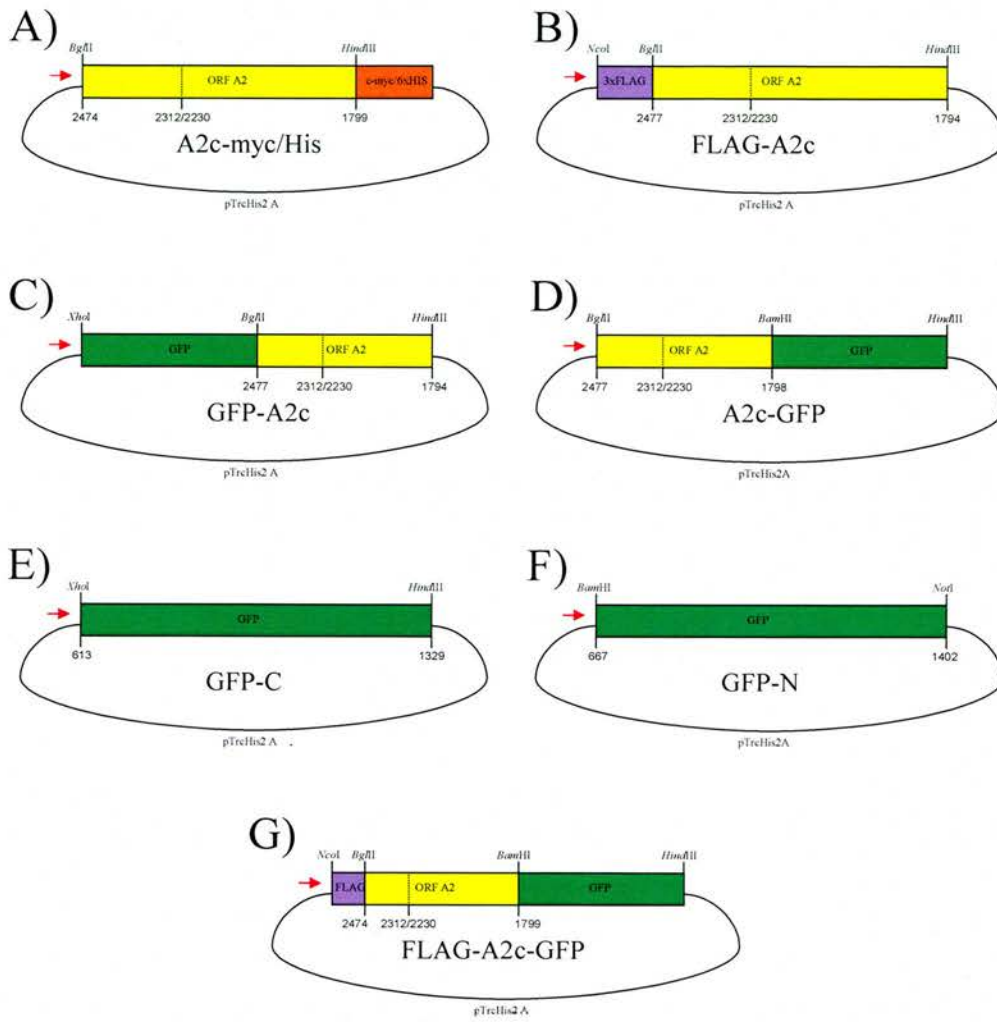 A)
BglII HindIII
ORF A2 c-myc/6xHIS
2474 2312/2230 1799
A2c-myc/His
pTrcHis2 A
B)
NcoI BglII HindIII
3xFLAG ORF A2
2477 2312/2230 1794
FLAG-A2c
pTrcHis2 A
C)
XhoI BglII HindIII
GFP ORF A2
2477 2312/2230 1794
GFP-A2c
pTrcHis2 A
D)
BglII BamHI HindIII
ORF A2 GFP
2477 2312/2230 1798
A2c-GFP
pTrcHis2 A
E)
XhoI HindIII
GFP
613 1329
GFP-C
pTrcHis2 A .
F)
BamHI NotI
GFP
667 1402
GFP-N
pTrcHis2A
G)
NcoI BglII BamHI HindIII
FLAG ORF A2 GFP
2474 2312/2230 1799
FLAG-A2c-GFP
pTrcHis2 A